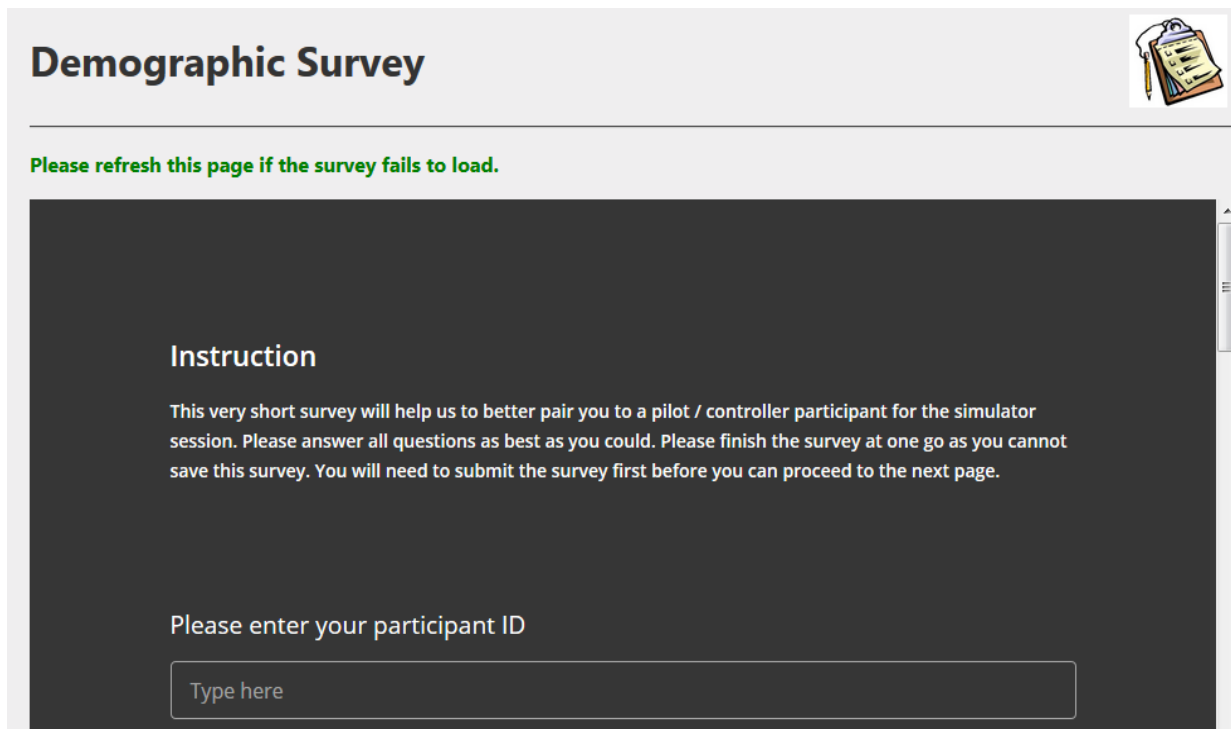 Demographic Survey
Please refresh this page if the survey fails to load.
Instruction
This very short survey will help us to better pair you to a pilot / controller participant for the simulator
session. Please answer all questions as best as you could. Please finish the survey at one go as you cannot
save this survey. You will need to submit the survey first before you can proceed to the next page.
Please enter your participant ID
Type here